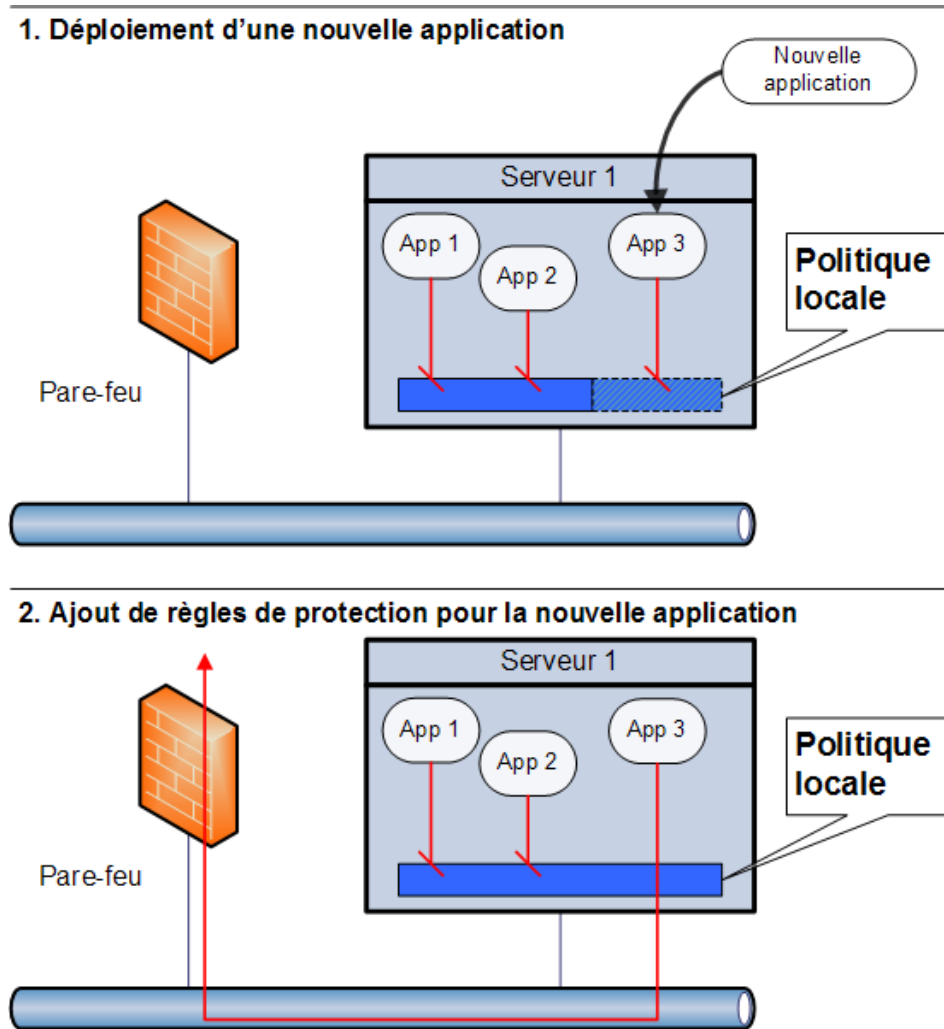 1. Déploiement d’une nouvelle application
Nouvelle
application
Serveur 1
App 1
App 2
App 3
Politique
locale
Pare-feu
2. Ajout de règles de protection pour la nouvelle application
Serveur 1
App 1
App 2
App 3
Politique
locale
Pare-feu